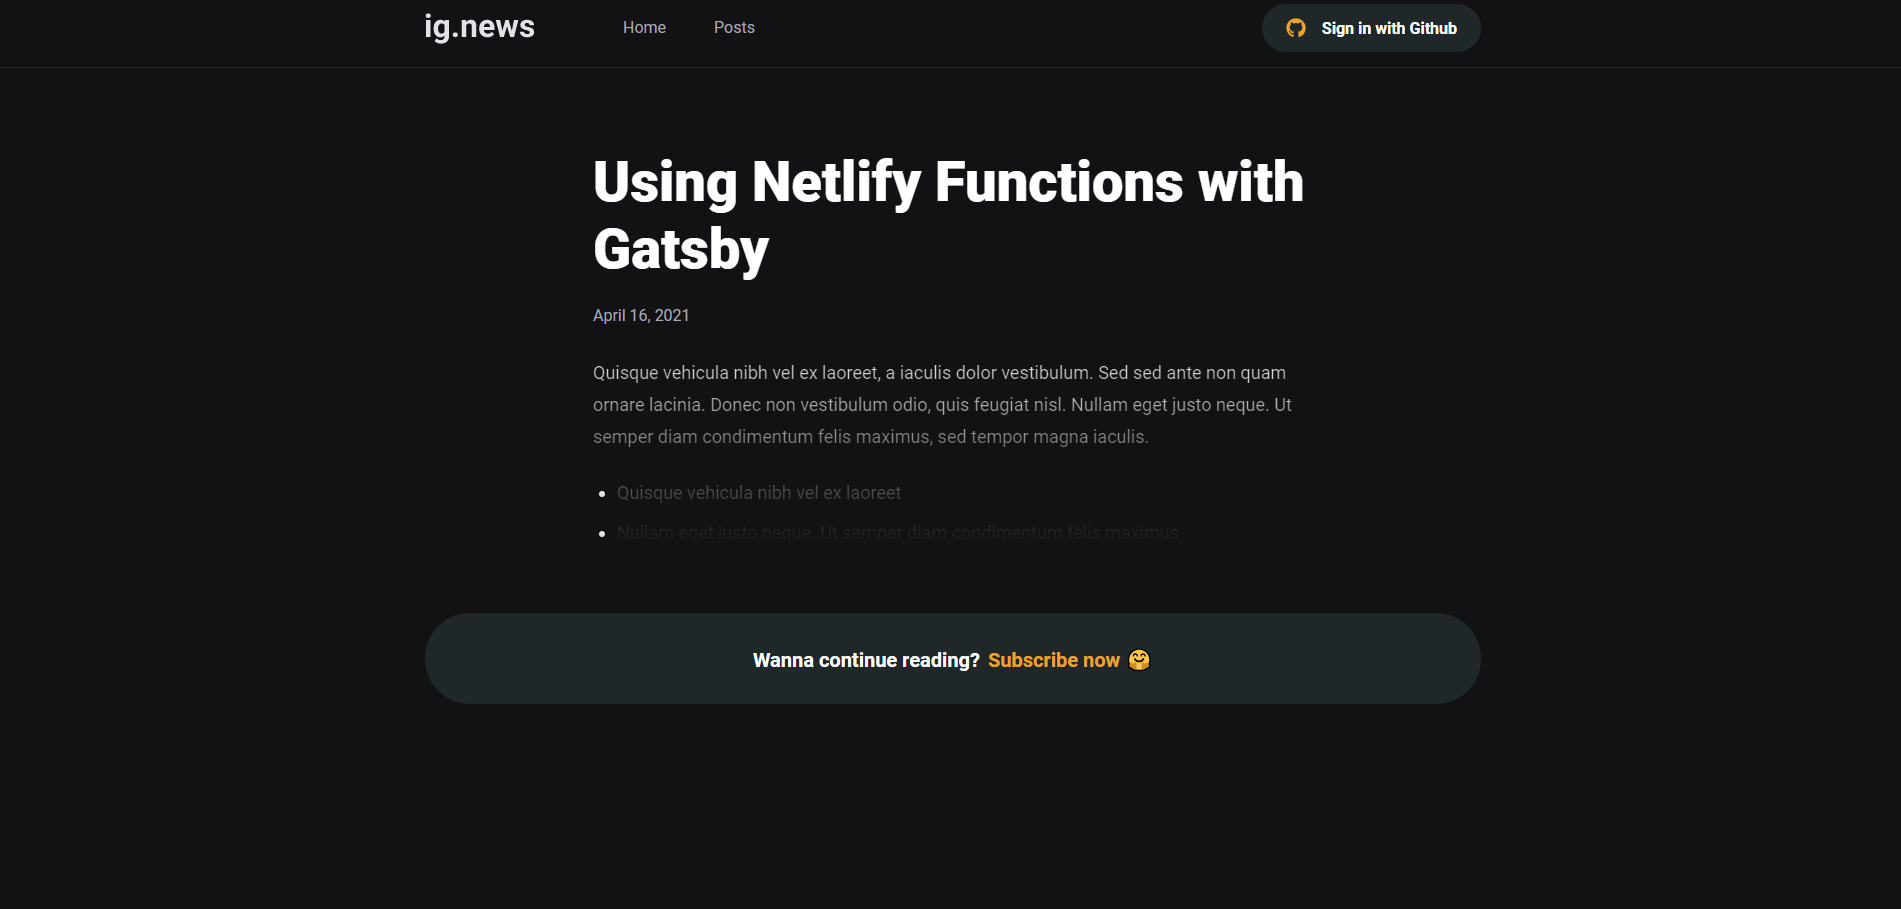 ig.news
Home
Posts
Sign in with Github
Using Netlify Functions with
Gatsby
April 16, 2021
Quisque vehicula nibh vel ex laoreet, a iaculis dolor vestibulum. Sed sed ante non quam
ornare lacinia. Donec non vestibulum odio, quis feugiat nisl. Nullam eget justo neque. Ut
semper diam condimentum felis maximus, sed tempor magna iaculis.
• Quisque vehicula nibh vel ex laoreet
• Nullam eget justo neque. Ut semper diam condimentum felis maximus
Wanna continue reading? Subscribe now 🤗